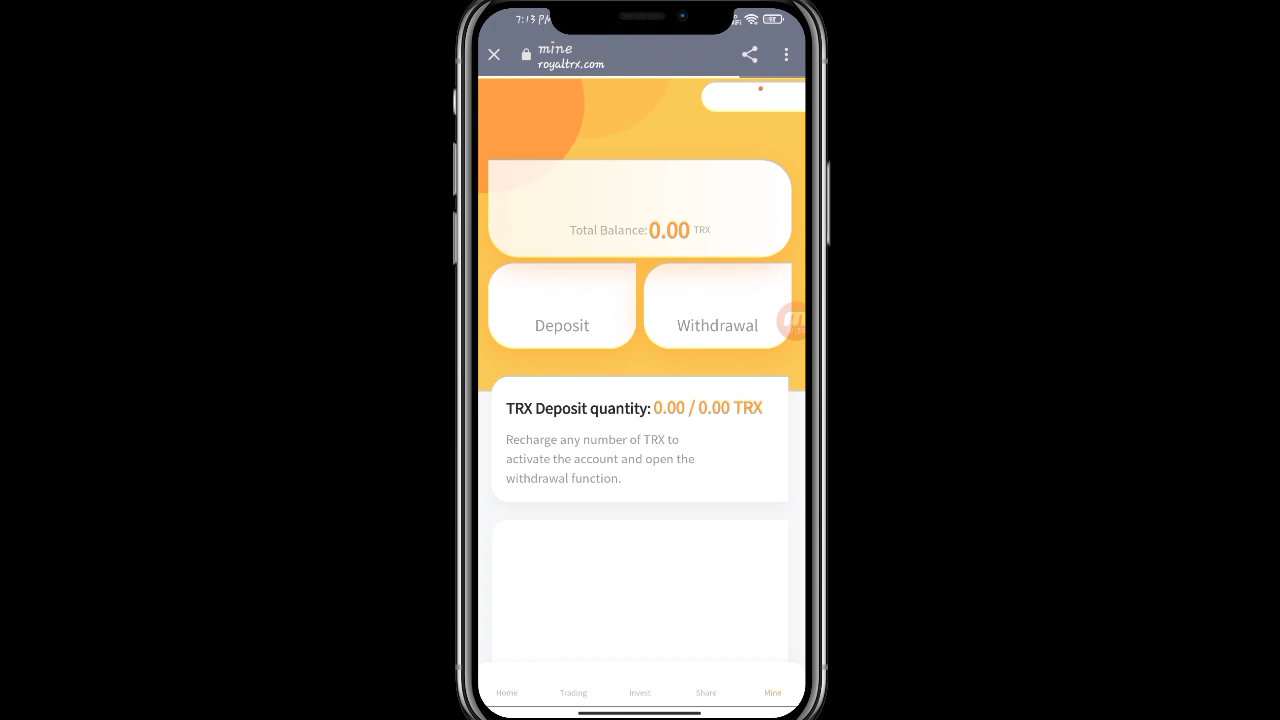 7:13 PM
58
mine
royaltrx.com
Total Balance: 0.00 TRX
Deposit
Withdrawal
TRX Deposit quantity: 0.00 / 0.00 TRX
Recharge any number of TRX to
activate the account and open the
withdrawal function.
Home
Trading
Invest
Share
Mine